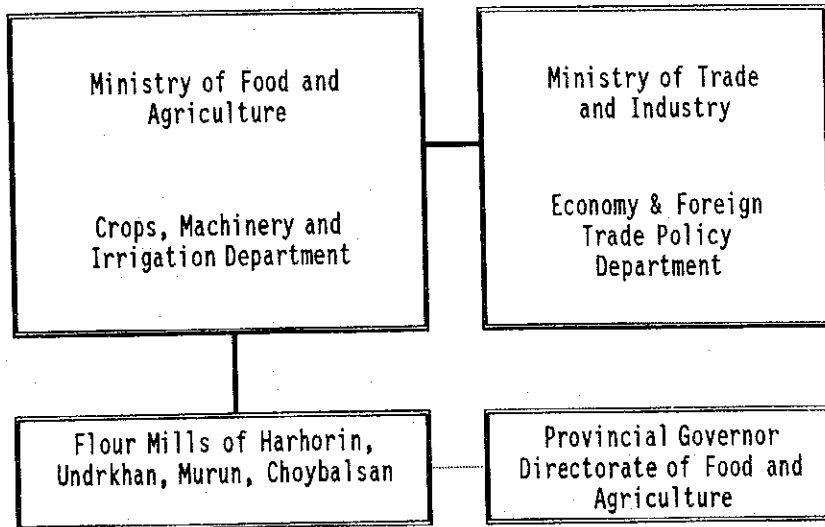 Ministry of Food and
Agriculture
Crops, Machinery and
Irrigation Department
Ministry of Trade
and Industry
Economy & Foreign
Trade Policy
Department
Flour Mills of Harhorin,
Undrkhan, Murun, Choybalsan
Provincial Governor
Directorate of Food and
Agriculture